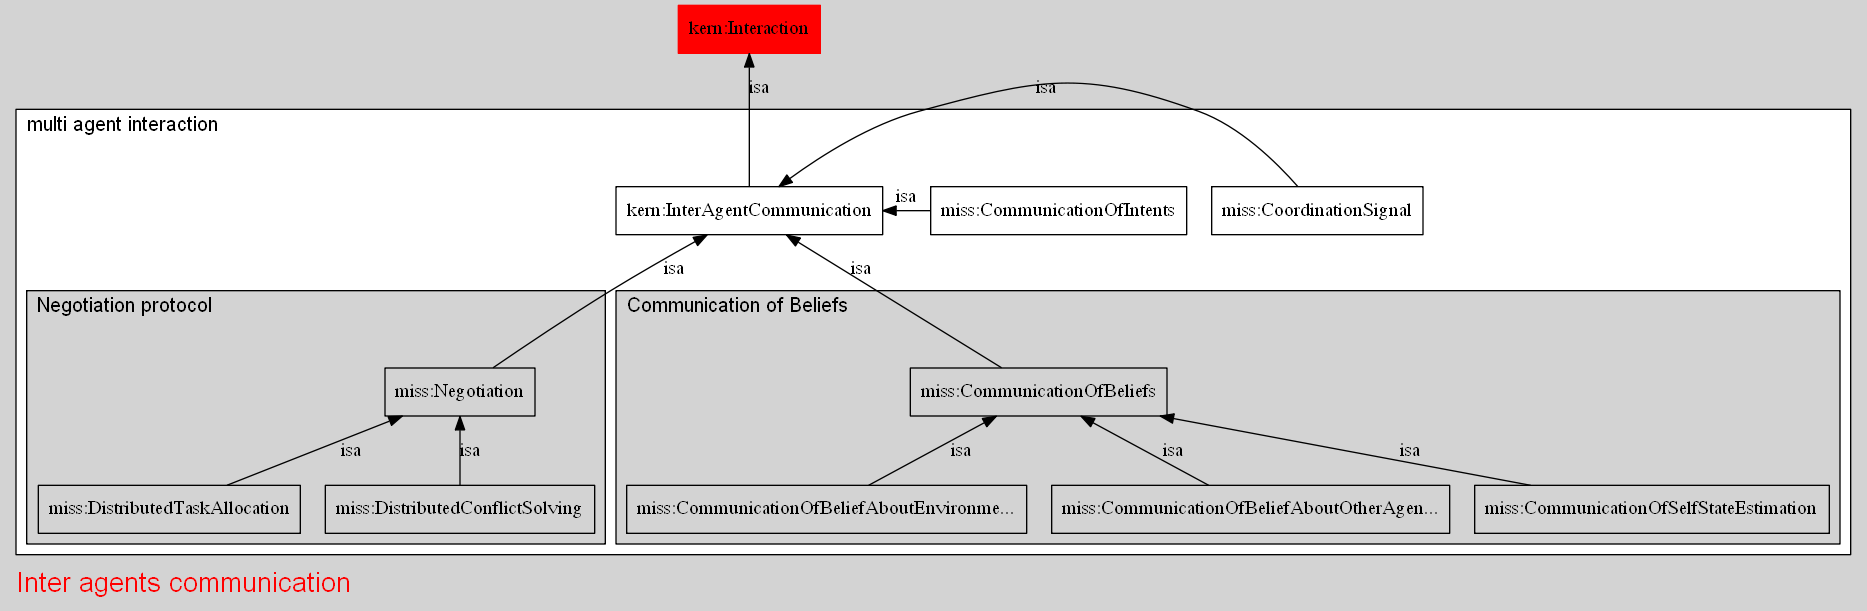 kern:Interaction
isa
isa
multi agent interaction
kern:InterAgentCommunication
isa
miss:CommunicationOfIntents
miss:CoordinationSignal
isa
isa
Negotiation protocol
Communication of Beliefs
miss:Negotiation
miss:CommunicationOfBeliefs
isa
isa
isa
isa
isa
miss:DistributedTaskAllocation
miss:DistributedConflictSolving
miss:CommunicationOfBeliefAboutEnvironme...
miss:CommunicationOfBeliefAboutOtherAgen...
miss:CommunicationOfSelfStateEstimation
Inter agents communication